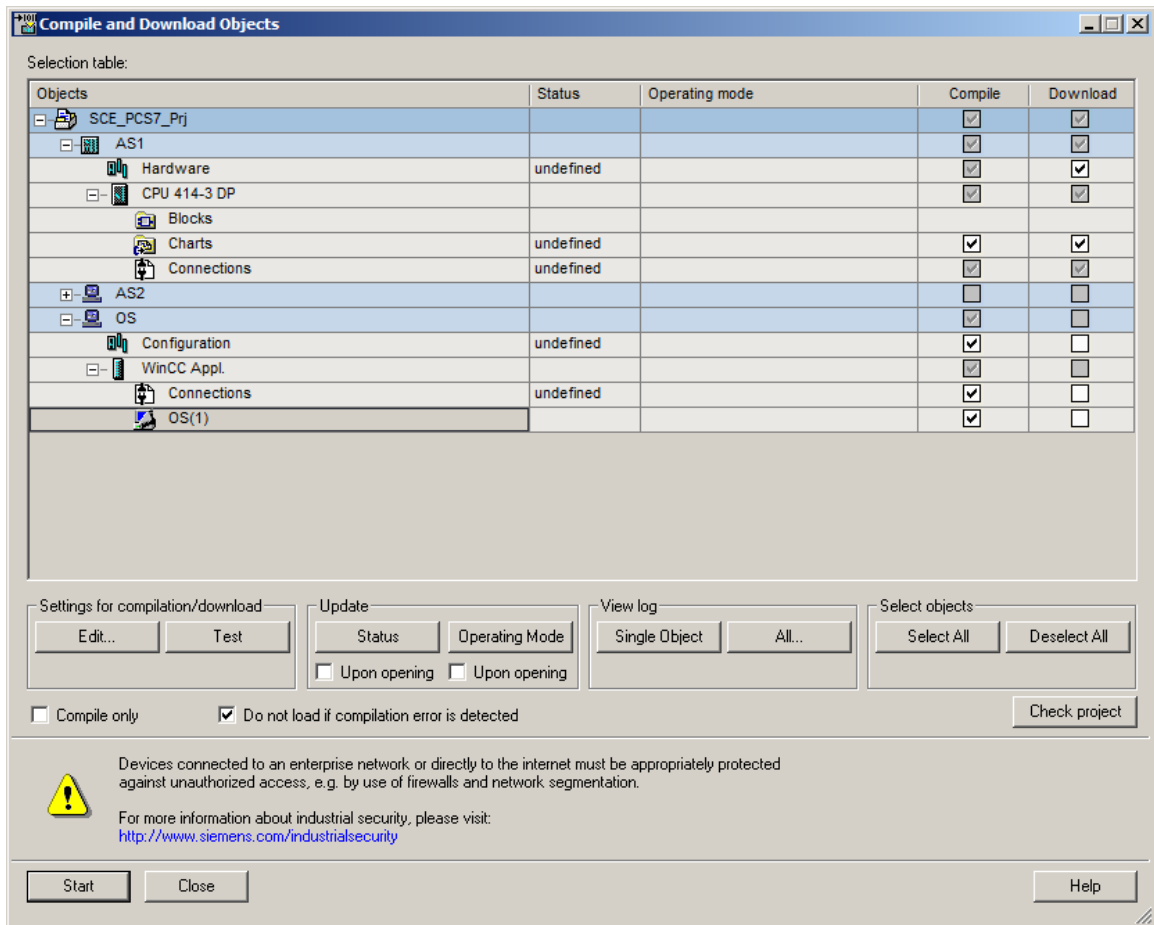 Compile and Download Objects
Selection table:
Objects Status Operating mode Compile Download
SCE_PCS7_Prj
AS1
Hardware undefined
CPU 414-3 DP
Blocks
Charts undefined
Connections undefined
AS2
OS
Configuration undefined
WinCC Appl.
Connections undefined
OS(1)
Settings for compilation/download Update View log Select objects
Edit... Test Status Operating Mode Single Object All... Select All Deselect All
Upon opening Upon opening
Compile only Do not load if compilation error is detected Check project
Devices connected to an enterprise network or directly to the internet must be appropriately protected
against unauthorized access, e.g. by use of firewalls and network segmentation.
For more information about industrial security, please visit:
http://www.siemens.com/industrialsecurity
Start Close Help